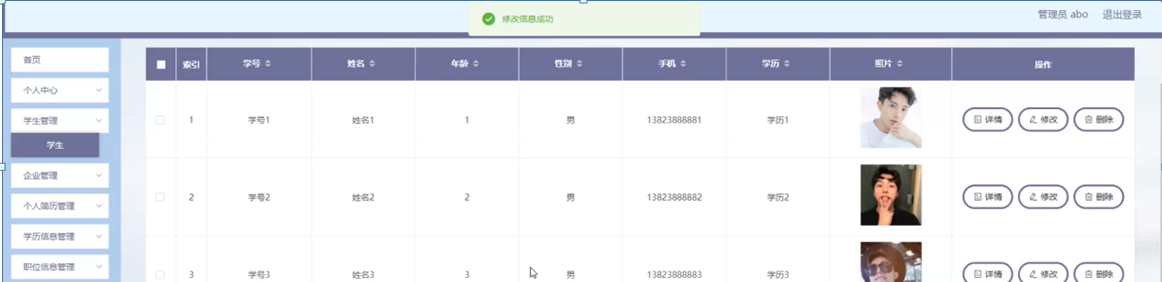 修改信息成功
管理员 abo 退出登录
首页
个人中心
学生管理
学生
企业管理
个人简历管理
学历信息管理
职位信息管理
索引 学号 姓名 年龄 性别 手机 学历 照片 操作
1 学号1 姓名1 1 男 13823888881 学历1 详情 修改 删除
2 学号2 姓名2 2 男 13823888882 学历2 详情 修改 删除
3 学号3 姓名3 3 男 13823888883 学历3 详情 修改 删除